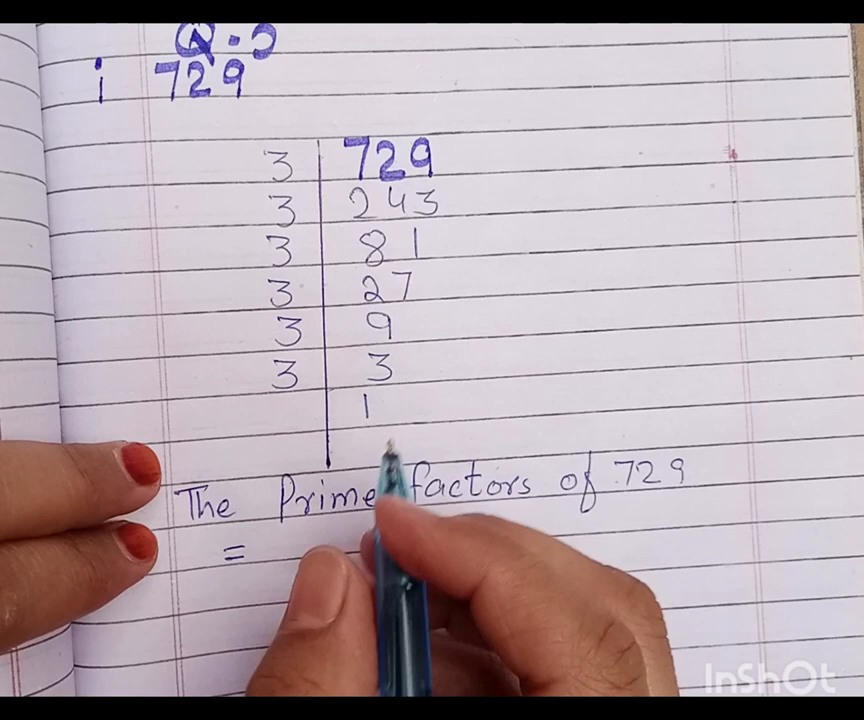 i 729
3 729
3 243
3 81
3 27
3 9
3 3
1
The Prime factors of 729
=
InShOt